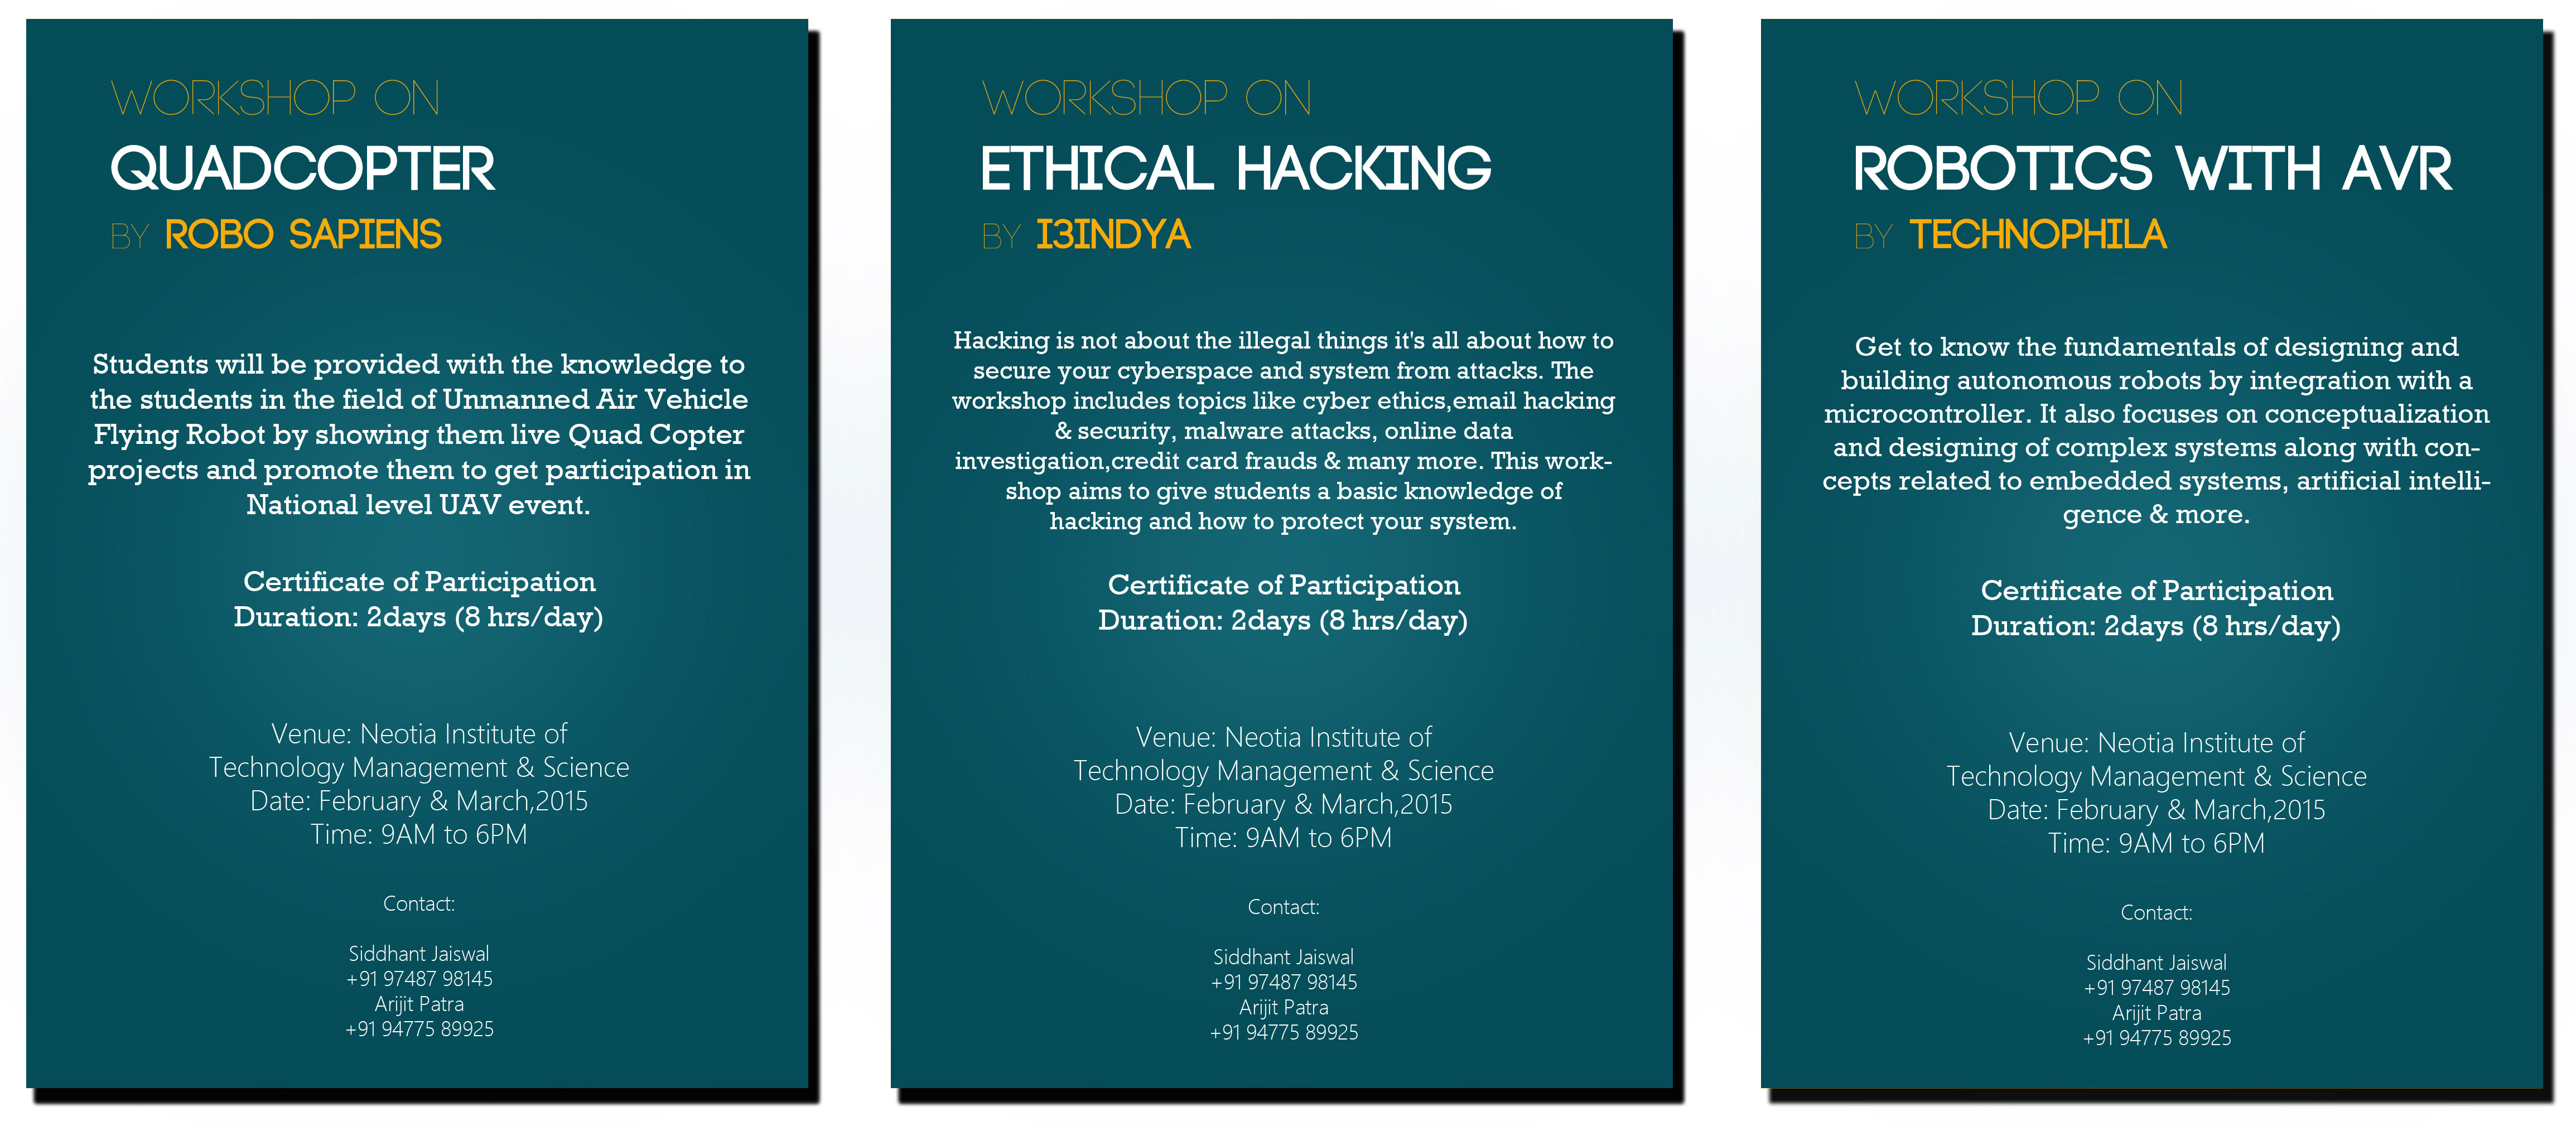 WORKSHOP ON
QUADCOPTER
BY ROBO SAPIENS
Students will be provided with the knowledge to
the students in the field of Unmanned Air Vehicle
Flying Robot by showing them live Quad Copter
projects and promote them to get participation in
National level UAV event.
Certificate of Participation
Duration: 2days (8 hrs/day)
Venue: Neotia Institute of
Technology Management & Science
Date: February & March,2015
Time: 9AM to 6PM
Contact:
Siddhant Jaiswal
+91 97487 98145
Arijit Patra
+91 94775 89925
WORKSHOP ON
ETHICAL HACKING
BY I3INDYA
Hacking is not about the illegal things it's all about how to
secure your cyberspace and system from attacks. The
workshop includes topics like cyber ethics,email hacking
& security, malware attacks, online data
investigation,credit card frauds & many more. This work-
shop aims to give students a basic knowledge of
hacking and how to protect your system.
Certificate of Participation
Duration: 2days (8 hrs/day)
Venue: Neotia Institute of
Technology Management & Science
Date: February & March,2015
Time: 9AM to 6PM
Contact:
Siddhant Jaiswal
+91 97487 98145
Arijit Patra
+91 94775 89925
WORKSHOP ON
ROBOTICS WITH AVR
BY TECHNOPHILA
Get to know the fundamentals of designing and
building autonomous robots by integration with a
microcontroller. It also focuses on conceptualization
and designing of complex systems along with con-
cepts related to embedded systems, artificial intelli-
gence & more.
Certificate of Participation
Duration: 2days (8 hrs/day)
Venue: Neotia Institute of
Technology Management & Science
Date: February & March,2015
Time: 9AM to 6PM
Contact:
Siddhant Jaiswal
+91 97487 98145
Arijit Patra
+91 94775 89925